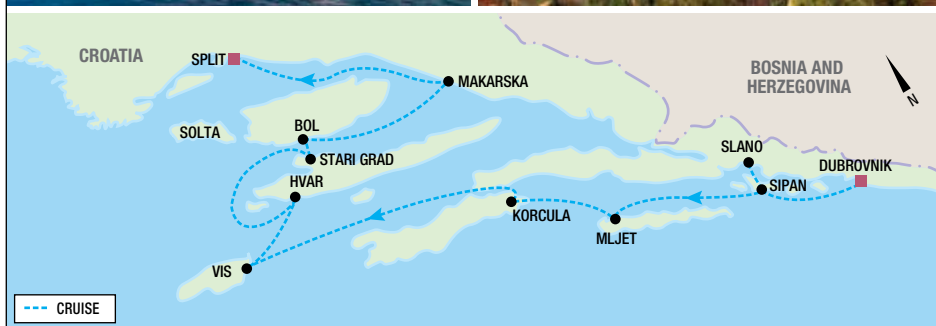 CROATIA
SPLIT
MAKARSKA
BOSNIA AND
HERZEGOVINA
SOLTA
BOL
STARI GRAD
HVAR
SLANO
DUBROVNIK
SIPAN
KORCULA
MLJET
VIS
N
CRUISE